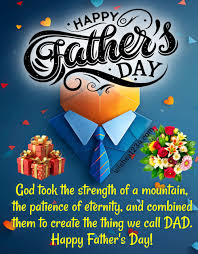 HAPPY
Father's
DAY
God took the strength of a mountain,
the patience of eternity, and combined
them to create the thing we call DAD.
Happy Father's Day!